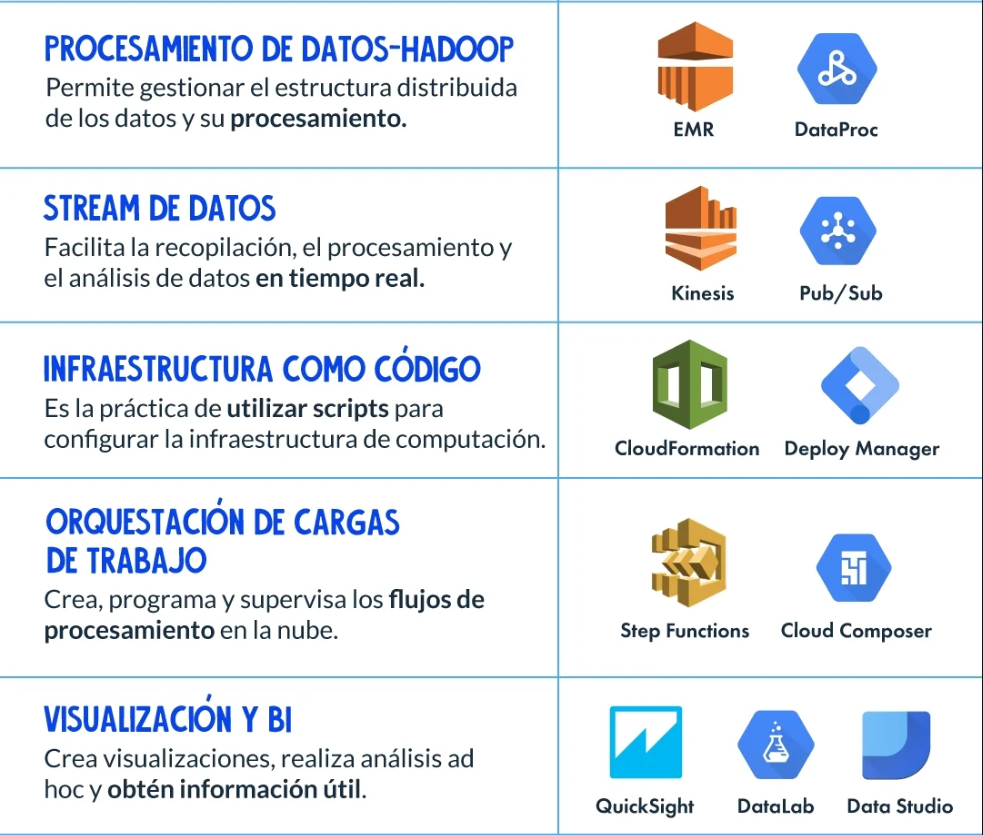 PROCESAMIENTO DE DATOS-HADOOP
Permite gestionar el estructura distribuida
de los datos y su procesamiento.
EMR
DataProc
STREAM DE DATOS
Facilita la recopilación, el procesamiento y
el análisis de datos en tiempo real.
Kinesis
Pub/Sub
INFRAESTRUCTURA COMO CÓDIGO
Es la práctica de utilizar scripts para
configurar la infraestructura de computación.
CloudFormation
Deploy Manager
ORQUESTACIÓN DE CARGAS
DE TRABAJO
Crea, programa y supervisa los flujos de
procesamiento en la nube.
Step Functions
Cloud Composer
VISUALIZACIÓN Y BI
Crea visualizaciones, realiza análisis ad
hoc y obtén información útil.
QuickSight
DataLab
Data Studio